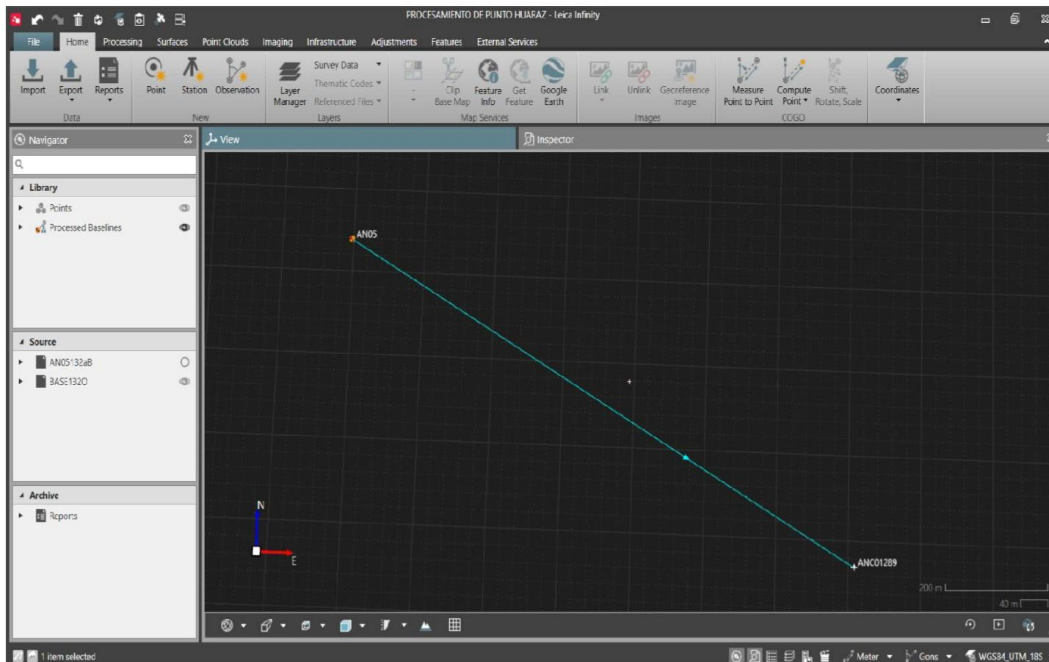 PROCESAMIENTO DE PUNTO HUARAZ - Leica Infinity
File Home Processing Surfaces Point Clouds Imaging Infrastructure Adjustments Features External Services
Import Export Reports Point Station Observation Layer Manager Survey Data Thematic Codes Referenced Files Clip Base Map Feature Info Get Feature Google Earth Link Unlink Georeference Image Measure Point to Point Compute Point Shift, Rotate, Scale Coordinates
Data New Layers Map Services Images COGO
Navigator View Inspector
Library
Points
Processed Baselines
AN05
Source
AN05132aB
BASE132O
Archive
Reports
N
E
ANC01289
200 m
40 m
1 item selected Meter Gons WGS84_UTM_18S